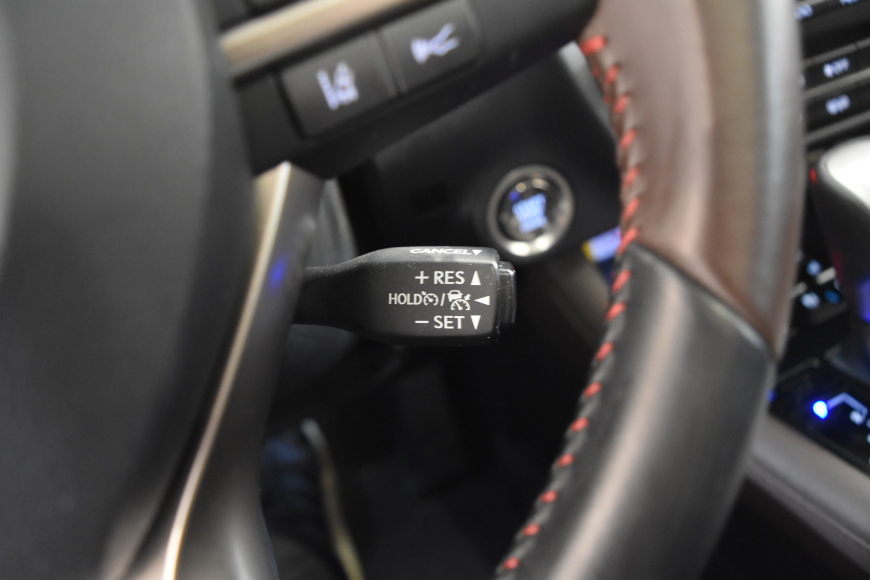 CANCEL
+ RES
HOLD /
− SET